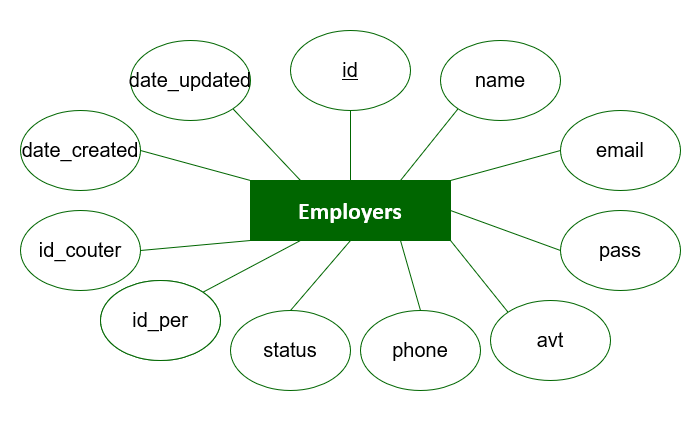 id
date_updated
name
date_created
email
Employers
id_couter
pass
id_per
avt
status
phone